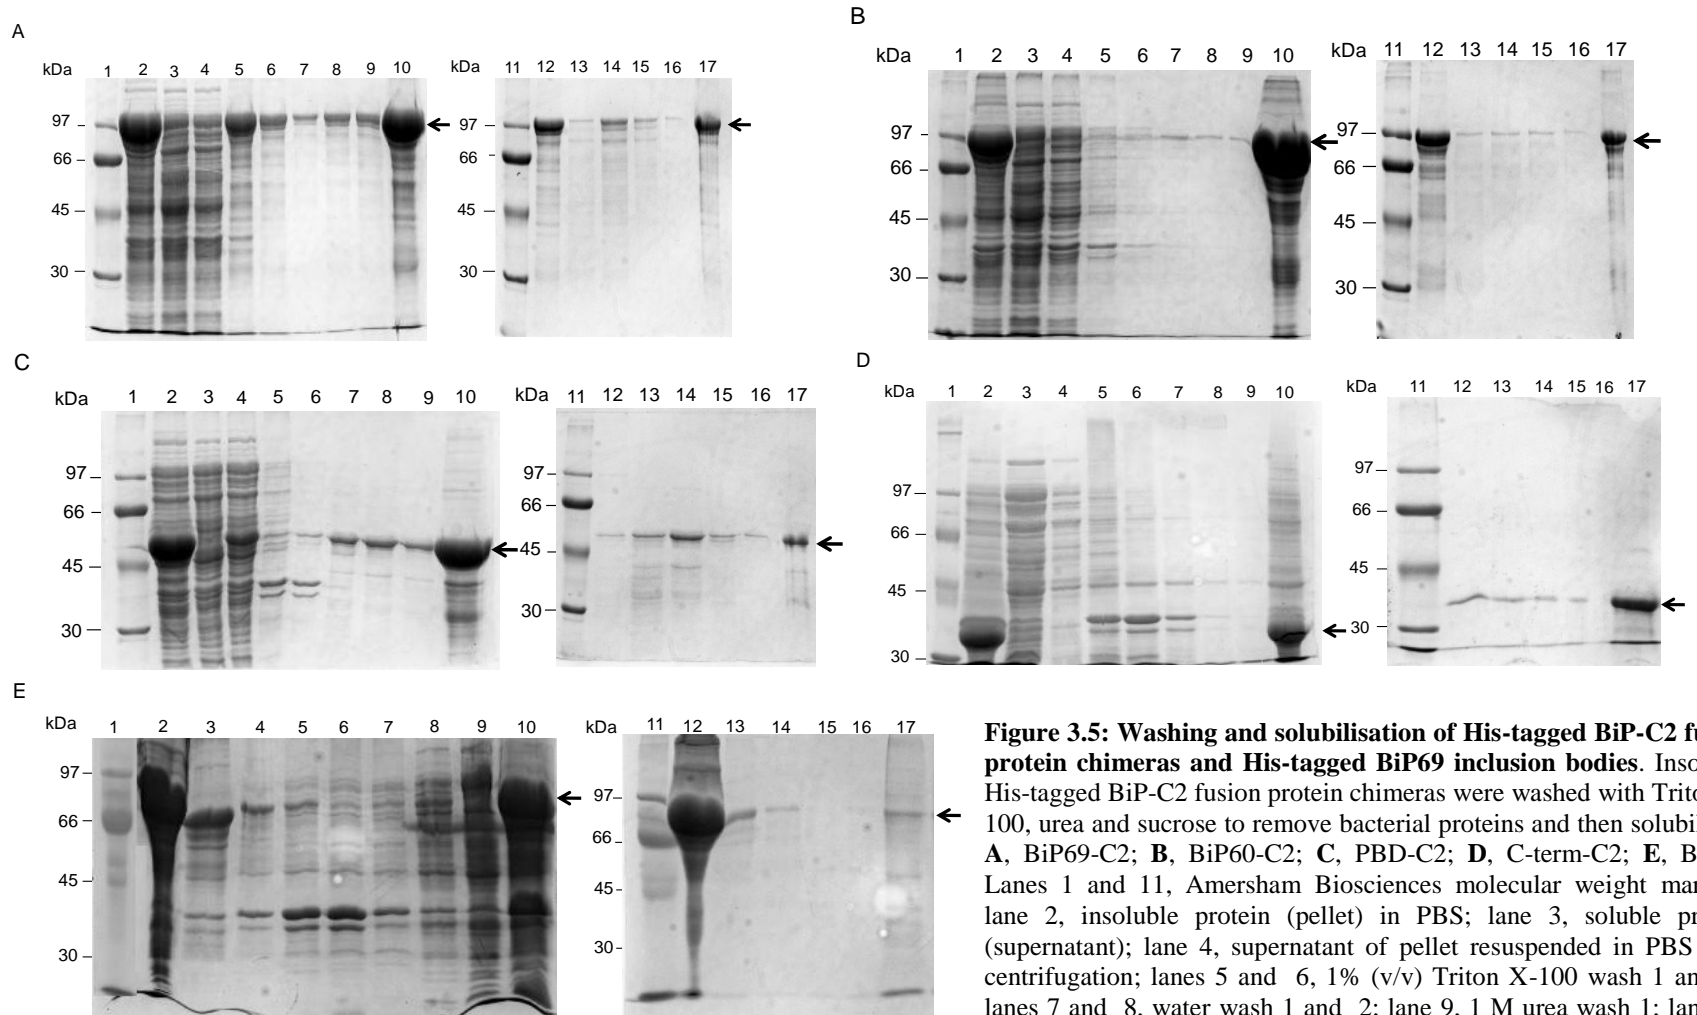 A
kDa 1 2 3 4 5 6 7 8 9 10
97
66
45
30
kDa 11 12 13 14 15 16 17
97
66
45
30
B
kDa 1 2 3 4 5 6 7 8 9 10
97
66
45
30
kDa 11 12 13 14 15 16 17
97
66
45
30
C
kDa 1 2 3 4 5 6 7 8 9 10
97
66
45
30
kDa 11 12 13 14 15 16 17
97
66
45
30
D
kDa 1 2 3 4 5 6 7 8 9 10
97
66
45
30
kDa 11 12 13 14 15 16 17
97
66
45
30
E
kDa 1 2 3 4 5 6 7 8 9 10
97
66
45
30
kDa 11 12 13 14 15 16 17
97
66
45
30
Figure 3.5: Washing and solubilisation of His-tagged BiP-C2
protein chimeras and His-tagged BiP69 inclusion bodies.
His-tagged BiP-C2 fusion protein chimeras were washed with
100, urea and sucrose to remove bacterial proteins and then
A, BiP69-C2; B, BiP60-C2; C, PBD-C2; D, C-term-C2; E,
Lanes 1 and 11, Amersham Biosciences molecular weight
lane 2, insoluble protein (pellet) in PBS; lane 3, soluble
(supernatant); lane 4, supernatant of pellet resuspended in PBS
centrifugation; lanes 5 and 6, 1% (v/v) Triton X-100 wash 1
lanes 7 and 8, water wash 1 and 2; lane 9, 1 M urea wash 1;